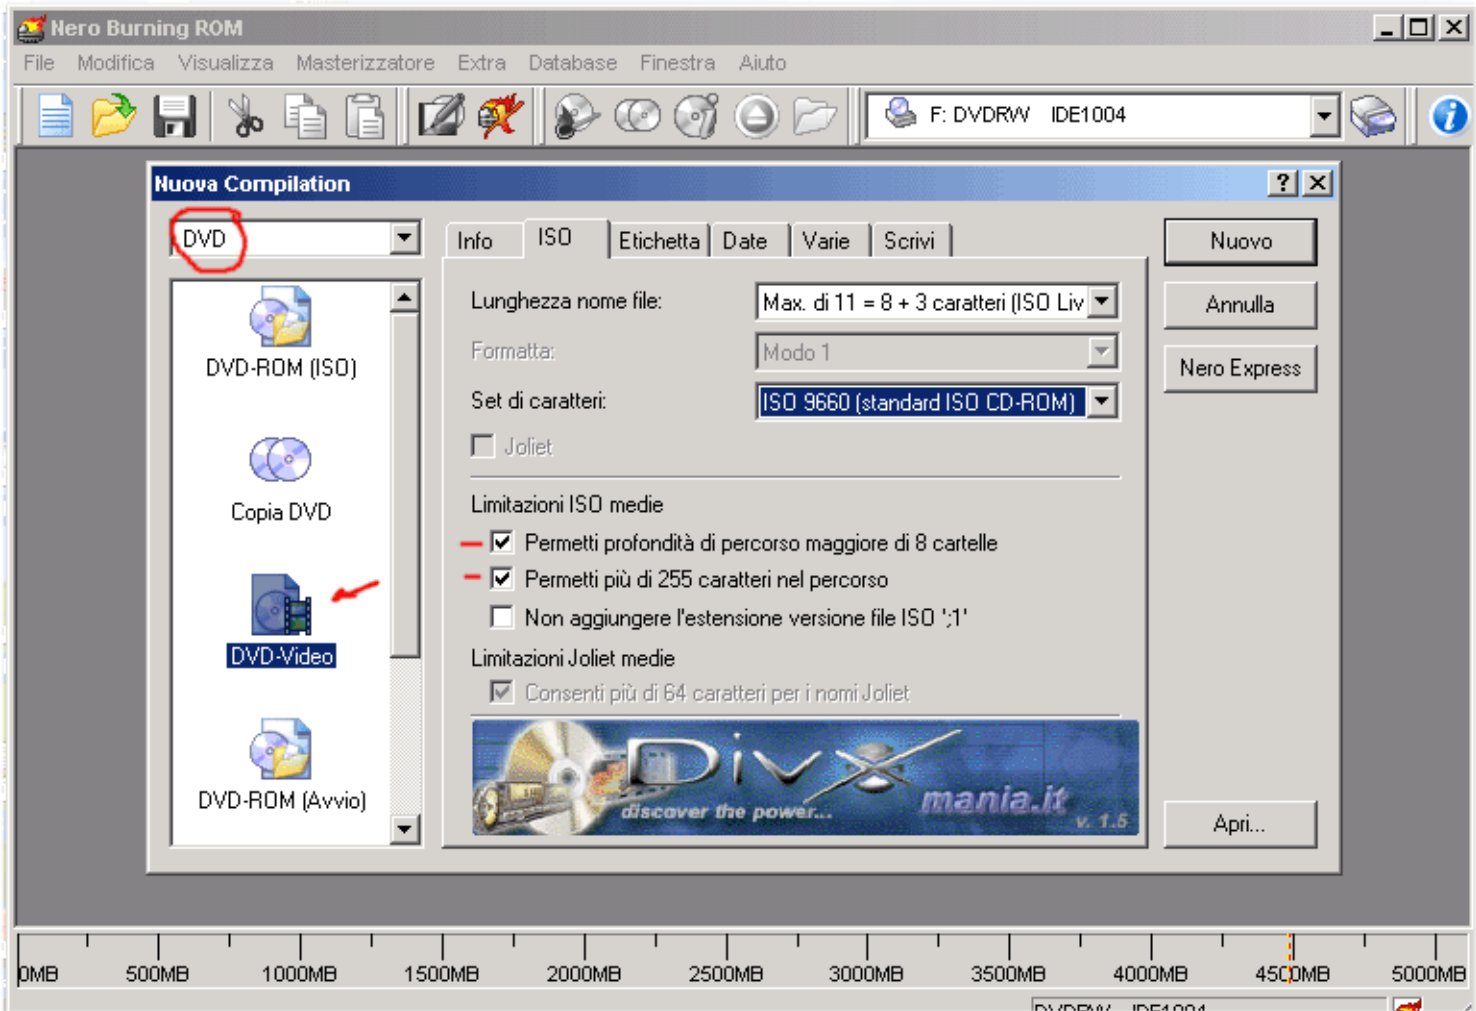 Nero Burning ROM
File Modifica Visualizza Masterizzatore Extra Database Finestra Aiuto
F: DVDRW IDE1004
Nuova Compilation
DVD
Info ISO Etichetta Date Varie Scrivi
Nuovo
Lunghezza nome file: Max. di 11 = 8 + 3 caratteri (ISO Liv
Annulla
DVD-ROM (ISO)
Formatta: Modo 1
Nero Express
Set di caratteri: ISO 9660 (standard ISO CD-ROM)
Joliet
Copia DVD
Limitazioni ISO medie
Permetti profondità di percorso maggiore di 8 cartelle
Permetti più di 255 caratteri nel percorso
Non aggiungere l'estensione versione file ISO ';1'
DVD-Video
Limitazioni Joliet medie
Consenti più di 64 caratteri per i nomi Joliet
DVD-ROM (Avvio)
DivX
discover the power... mania.it
v. 1.5
Apri...
0MB 500MB 1000MB 1500MB 2000MB 2500MB 3000MB 3500MB 4000MB 4500MB 5000MB
DVDRW IDE1004